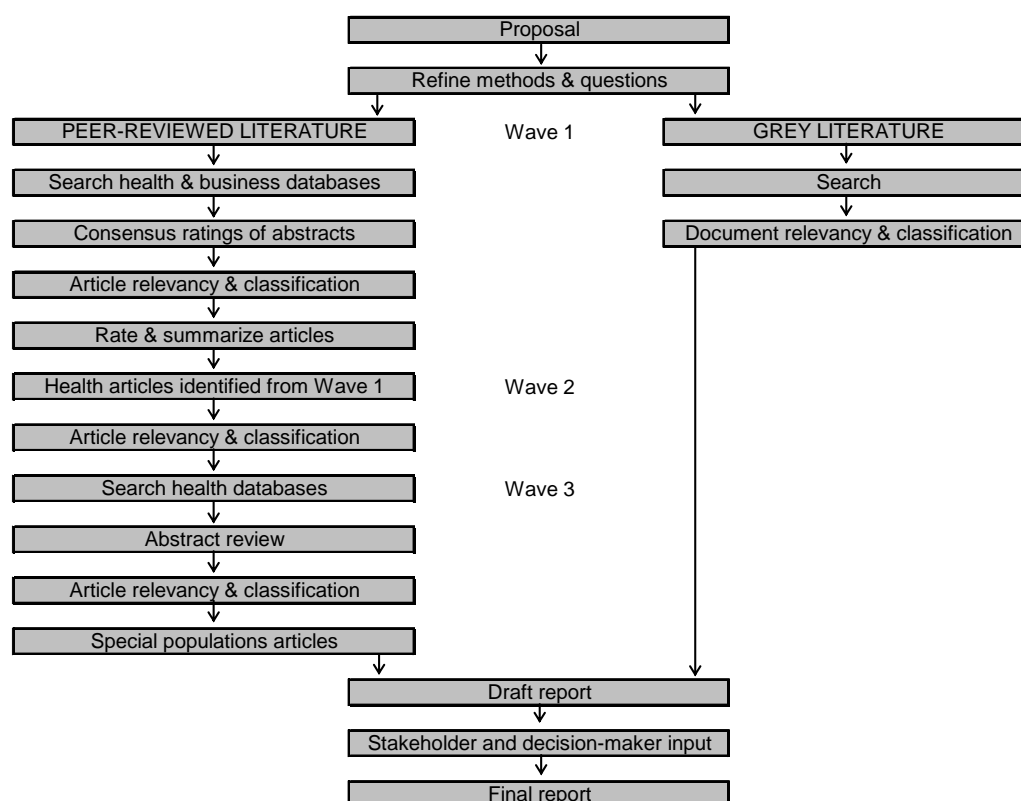 Proposal
Refine methods & questions
PEER-REVIEWED LITERATURE
Wave 1
GREY LITERATURE
Search health & business databases
Search
Consensus ratings of abstracts
Document relevancy & classification
Article relevancy & classification
Rate & summarize articles
Health articles identified from Wave 1
Wave 2
Article relevancy & classification
Search health databases
Wave 3
Abstract review
Article relevancy & classification
Special populations articles
Draft report
Stakeholder and decision-maker input
Final report